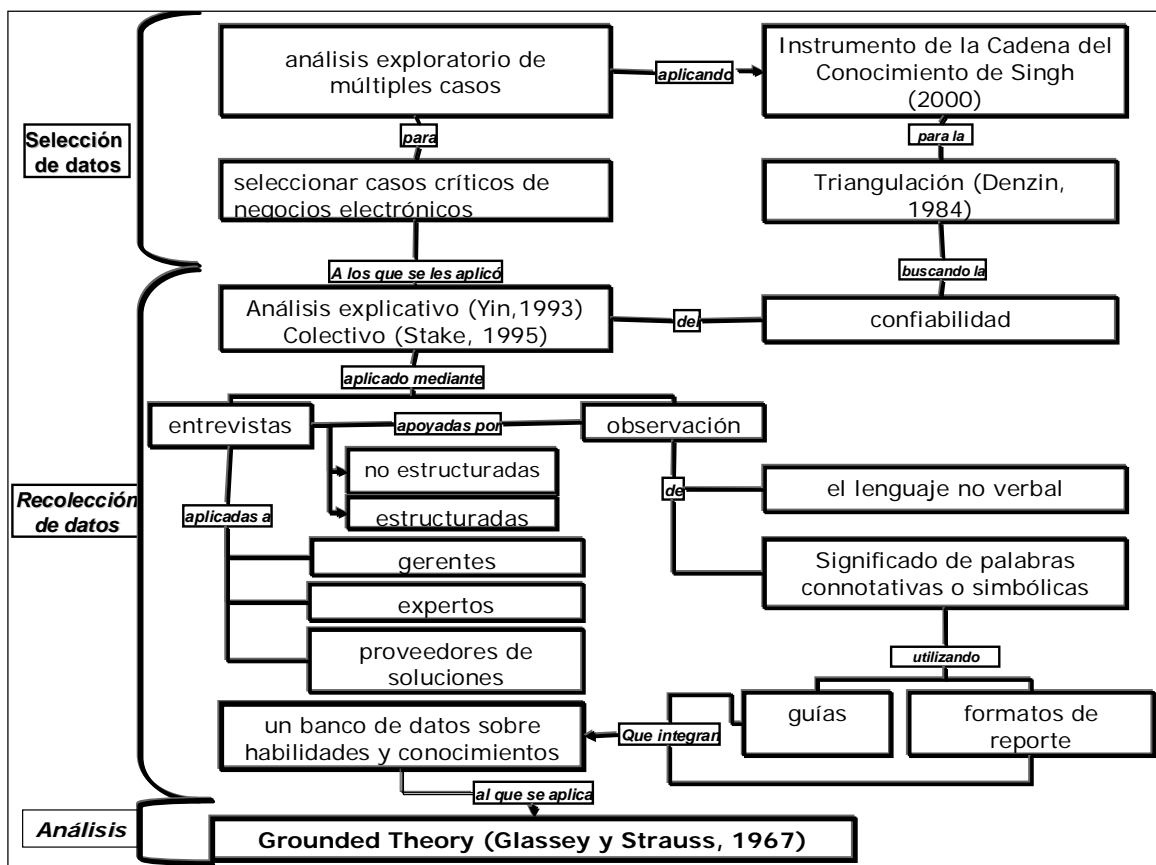 análisis exploratorio de
múltiples casos
aplicando
Instrumento de la Cadena del
Conocimiento de Singh
(2000)
Selección
de datos
para
para la
seleccionar casos críticos de
negocios electrónicos
Triangulación (Denzin,
1984)
A los que se les aplicó
buscando la
Análisis explicativo (Yin,1993)
Colectivo (Stake, 1995)
del
confiabilidad
aplicado mediante
entrevistas
apoyadas por
observación
no estructuradas
de
el lenguaje no verbal
Recolección
de datos
aplicadas a
estructuradas
gerentes
Significado de palabras
connotativas o simbólicas
expertos
proveedores de
soluciones
utilizando
un banco de datos sobre
habilidades y conocimientos
Que integran
guías
formatos de
reporte
al que se aplica
Análisis
Grounded Theory (Glassey y Strauss, 1967)